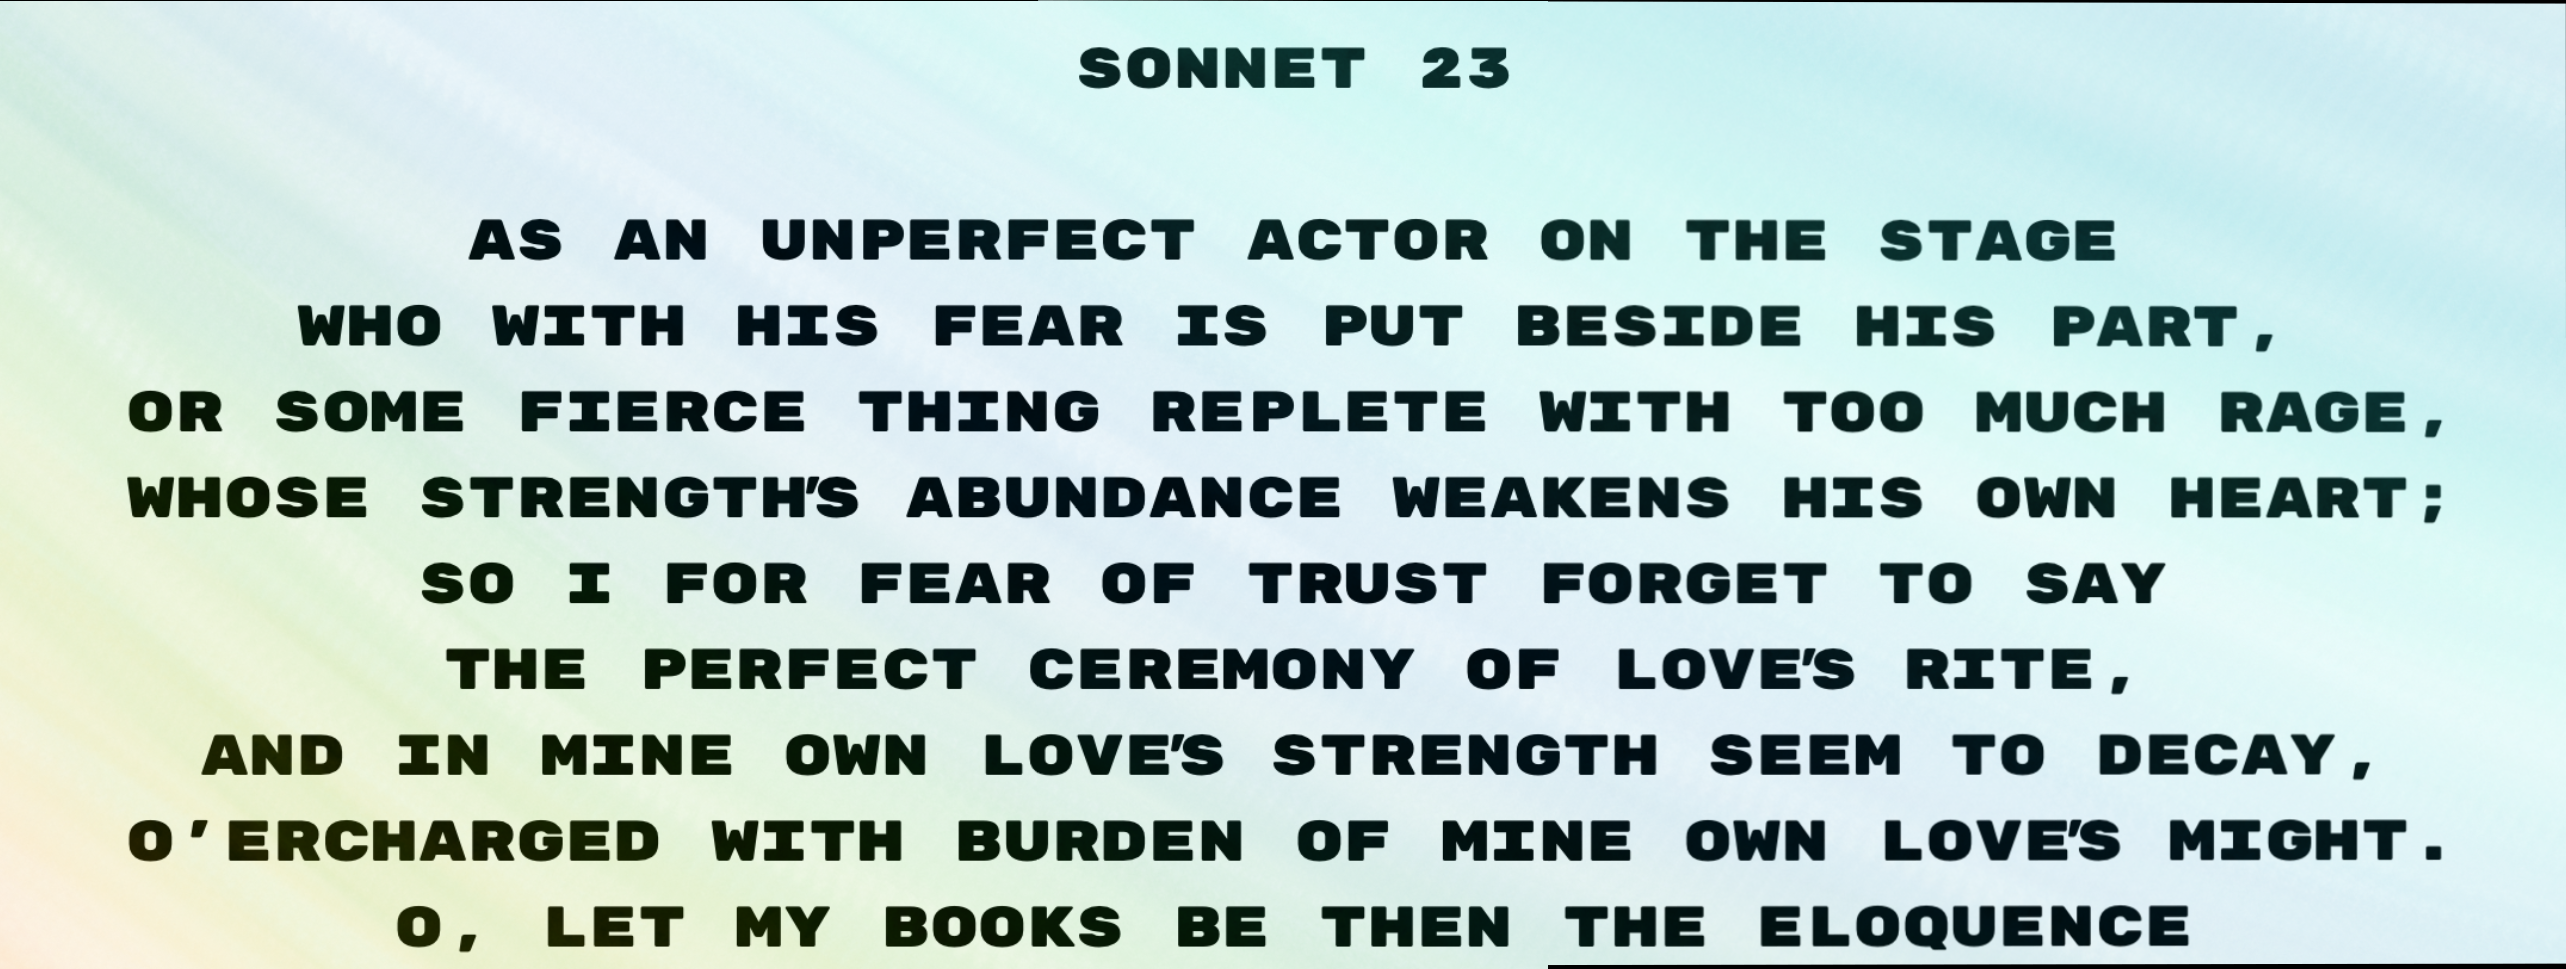 SONNET 23
AS AN UNPERFECT ACTOR ON THE STAGE
WHO WITH HIS FEAR IS PUT BESIDE HIS PART,
OR SOME FIERCE THING REPLETE WITH TOO MUCH RAGE,
WHOSE STRENGTH’S ABUNDANCE WEAKENS HIS OWN HEART;
SO I FOR FEAR OF TRUST FORGET TO SAY
THE PERFECT CEREMONY OF LOVE’S RITE,
AND IN MINE OWN LOVE’S STRENGTH SEEM TO DECAY,
O’ERCHARGED WITH BURDEN OF MINE OWN LOVE’S MIGHT.
O, LET MY BOOKS BE THEN THE ELOQUENCE